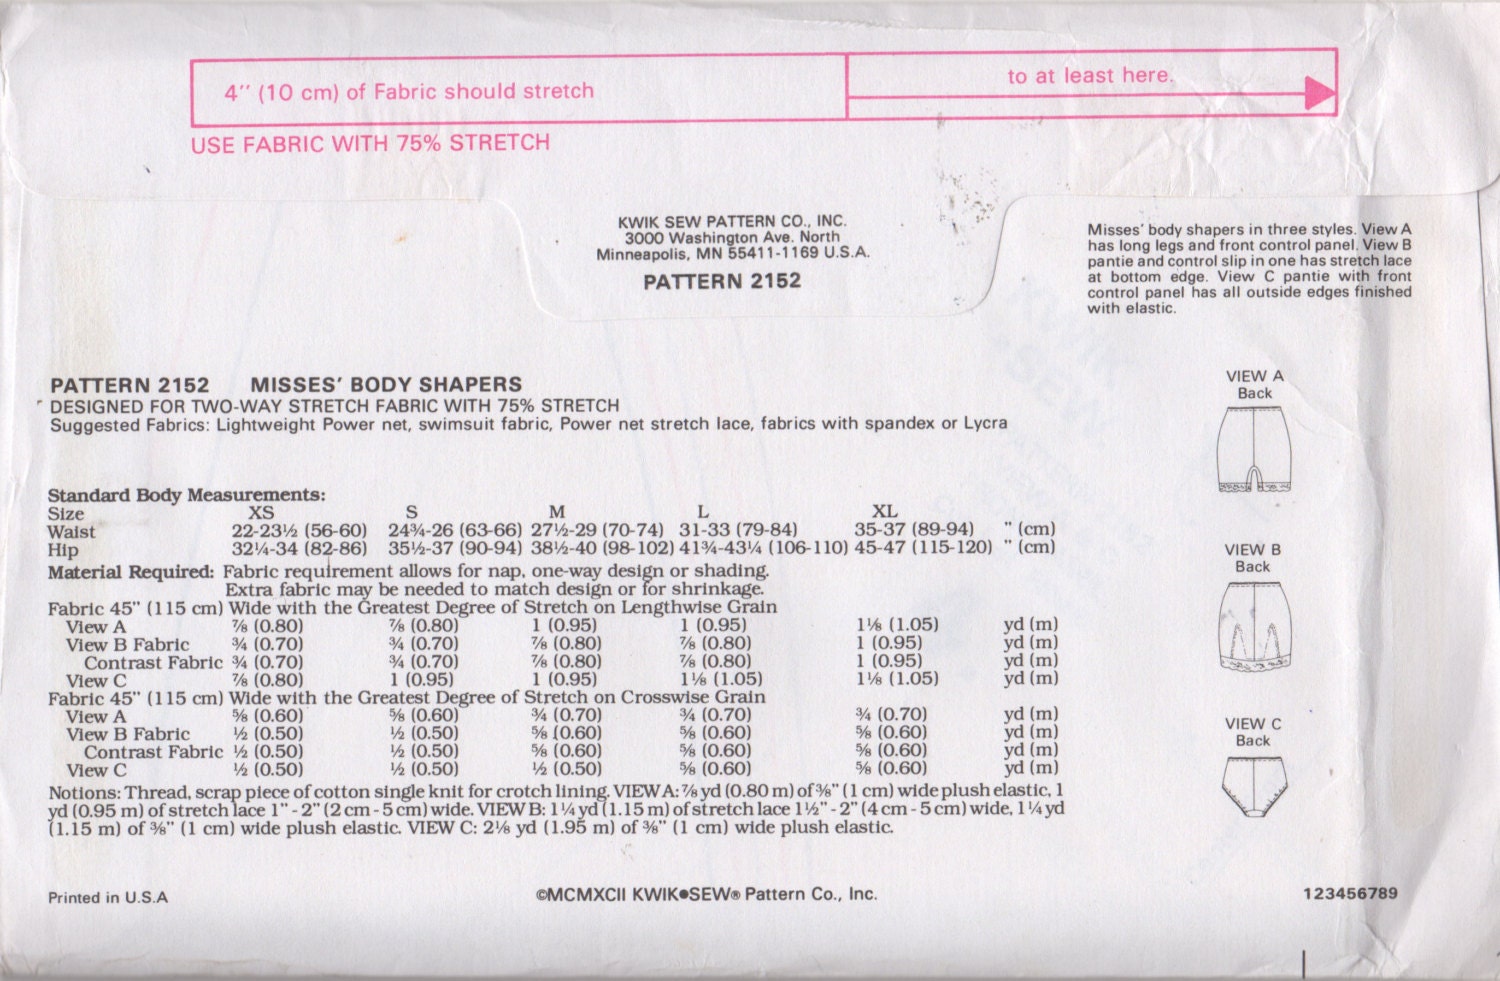 4" (10 cm) of Fabric should stretch
to at least here.
USE FABRIC WITH 75% STRETCH
KWIK SEW PATTERN CO., INC.
3000 Washington Ave. North
Minneapolis, MN 55411-1169 U.S.A.
PATTERN 2152
Misses' body shapers in three styles. View A
has long legs and front control panel. View B
pantie and control slip in one has stretch lace
at bottom edge. View C pantie with front
control panel has all outside edges finished
with elastic.
PATTERN 2152 MISSES' BODY SHAPERS
DESIGNED FOR TWO-WAY STRETCH FABRIC WITH 75% STRETCH
Suggested Fabrics: Lightweight Power net, swimsuit fabric, Power net stretch lace, fabrics with spandex or Lycra
VIEW A
Back
VIEW B
Back
VIEW C
Back
Standard Body Measurements:
Size XS S M L XL
Waist 22-23½ (56-60) 24¾-26 (63-66) 27½-29 (70-74) 31-33 (79-84) 35-37 (89-94) " (cm)
Hip 32¼-34 (82-86) 35½-37 (90-94) 38½-40 (98-102) 41¾-43¼ (106-110) 45-47 (115-120) " (cm)
Material Required: Fabric requirement allows for nap, one-way design or shading.
Extra fabric may be needed to match design or for shrinkage.
Fabric 45" (115 cm) Wide with the Greatest Degree of Stretch on Lengthwise Grain
View A ⅞ (0.80) ⅞ (0.80) 1 (0.95) 1 (0.95) 1⅛ (1.05) yd (m)
View B Fabric ¾ (0.70) ¾ (0.70) ⅞ (0.80) ⅞ (0.80) 1 (0.95) yd (m)
Contrast Fabric ¾ (0.70) ¾ (0.70) ⅞ (0.80) ⅞ (0.80) 1 (0.95) yd (m)
View C ⅞ (0.80) 1 (0.95) 1 (0.95) 1⅛ (1.05) 1⅛ (1.05) yd (m)
Fabric 45" (115 cm) Wide with the Greatest Degree of Stretch on Crosswise Grain
View A ⅝ (0.60) ⅝ (0.60) ¾ (0.70) ¾ (0.70) ¾ (0.70) yd (m)
View B Fabric ½ (0.50) ½ (0.50) ⅝ (0.60) ⅝ (0.60) ⅝ (0.60) yd (m)
Contrast Fabric ½ (0.50) ½ (0.50) ⅝ (0.60) ⅝ (0.60) ⅝ (0.60) yd (m)
View C ½ (0.50) ½ (0.50) ½ (0.50) ⅝ (0.60) ⅝ (0.60) yd (m)
Notions: Thread, scrap piece of cotton single knit for crotch lining. VIEW A: ⅞ yd (0.80 m) of ⅜" (1 cm) wide plush elastic, 1
yd (0.95 m) of stretch lace 1" - 2" (2 cm - 5 cm) wide. VIEW B: 1¼ yd (1.15 m) of stretch lace 1½" - 2" (4 cm - 5 cm) wide, 1¼ yd
(1.15 m) of ⅜" (1 cm) wide plush elastic. VIEW C: 2⅛ yd (1.95 m) of ⅜" (1 cm) wide plush elastic.
Printed in U.S.A
©MCMXCII KWIK●SEW® Pattern Co., Inc.
123456789